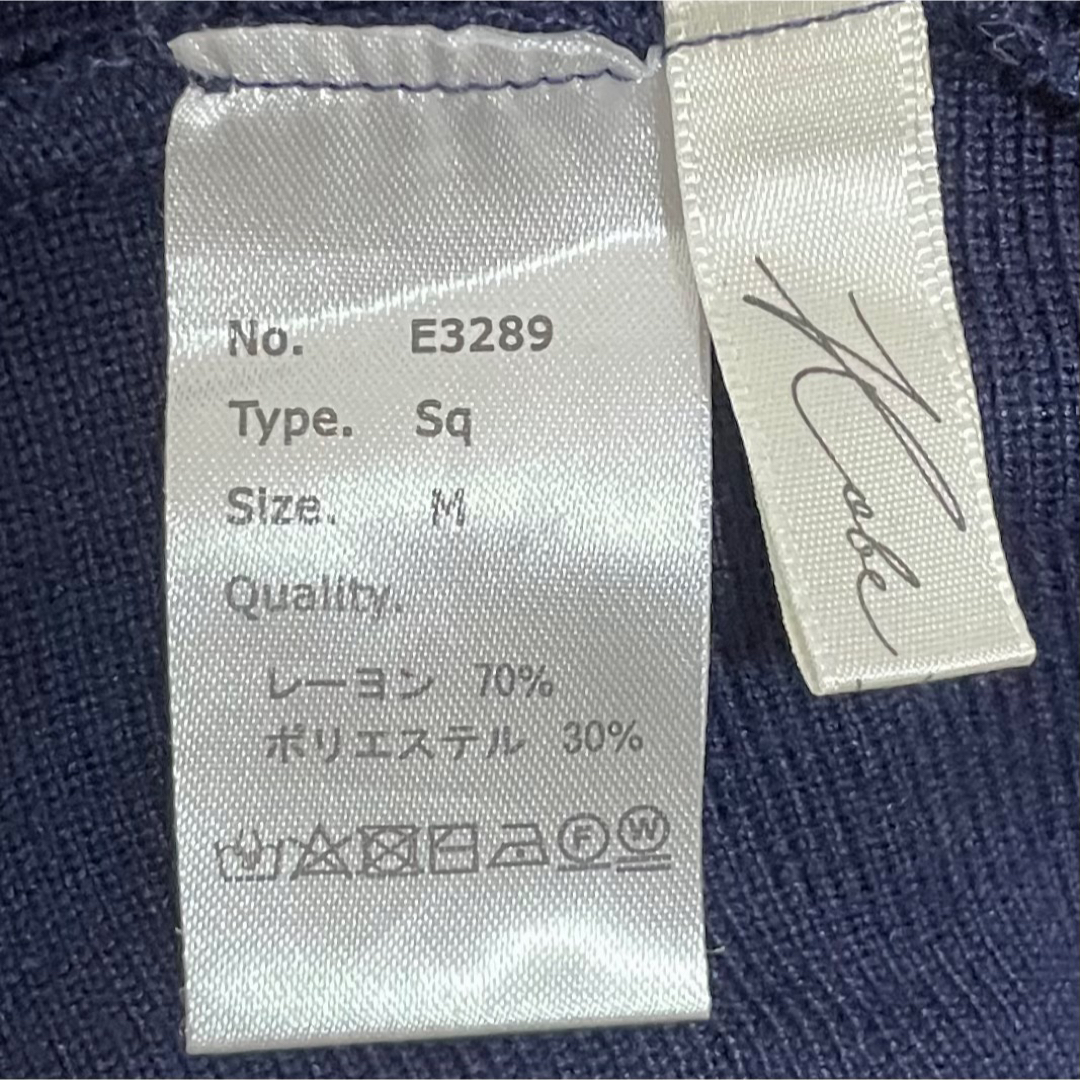 No. E3289
Type. Sq
Size. M
Quality.
レーヨン 70%
ポリエステル 30%
F W